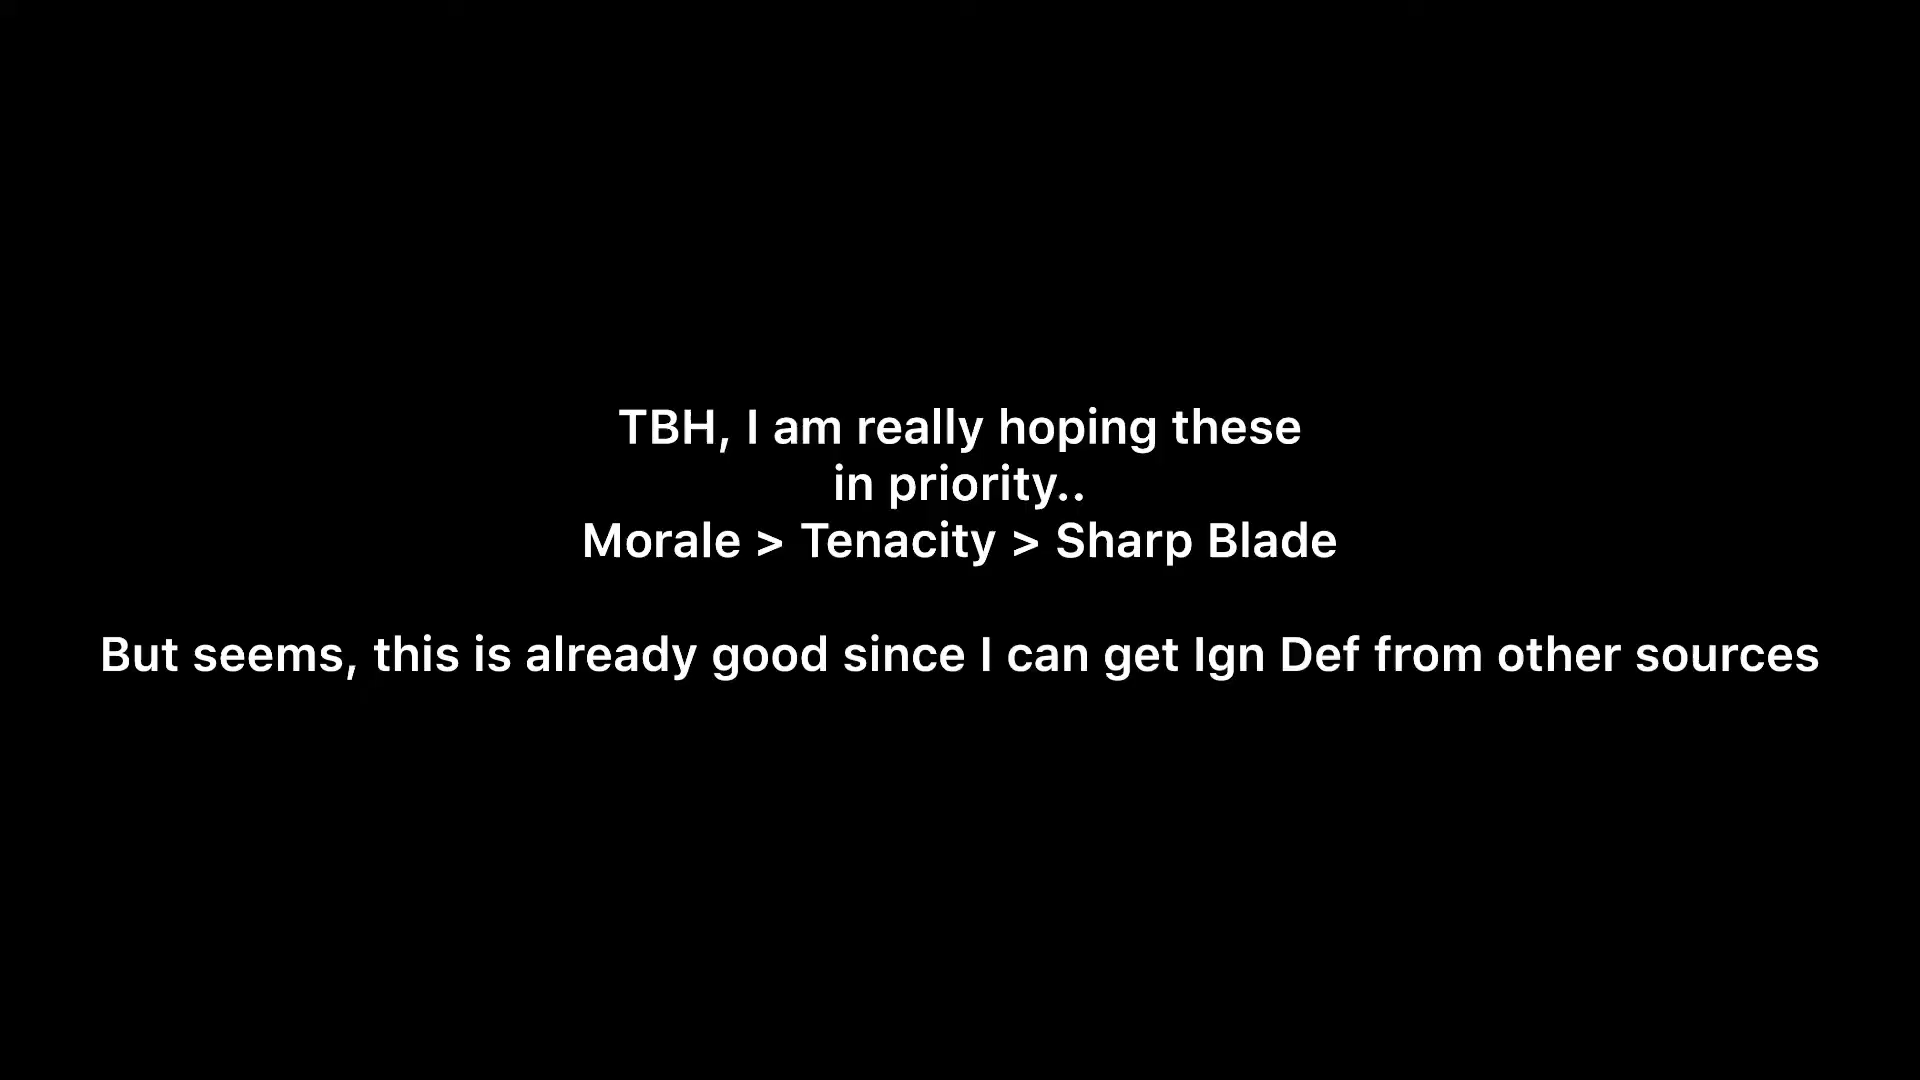 TBH, I am really hoping these
in priority..
Morale > Tenacity > Sharp Blade
But seems, this is already good since I can get Ign Def from other sources